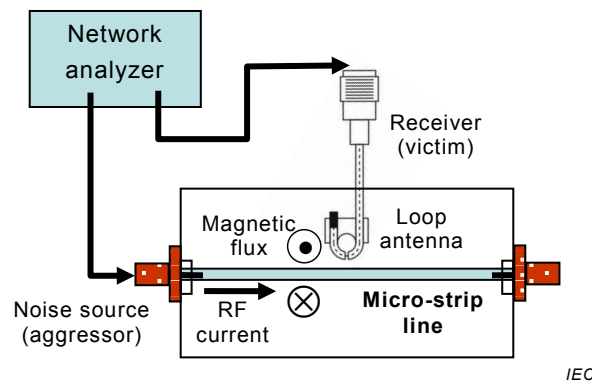 Network
analyzer
Receiver
(victim)
Magnetic
flux
Loop
antenna
Noise source
(aggressor)
RF
current
Micro-strip
line
IEC